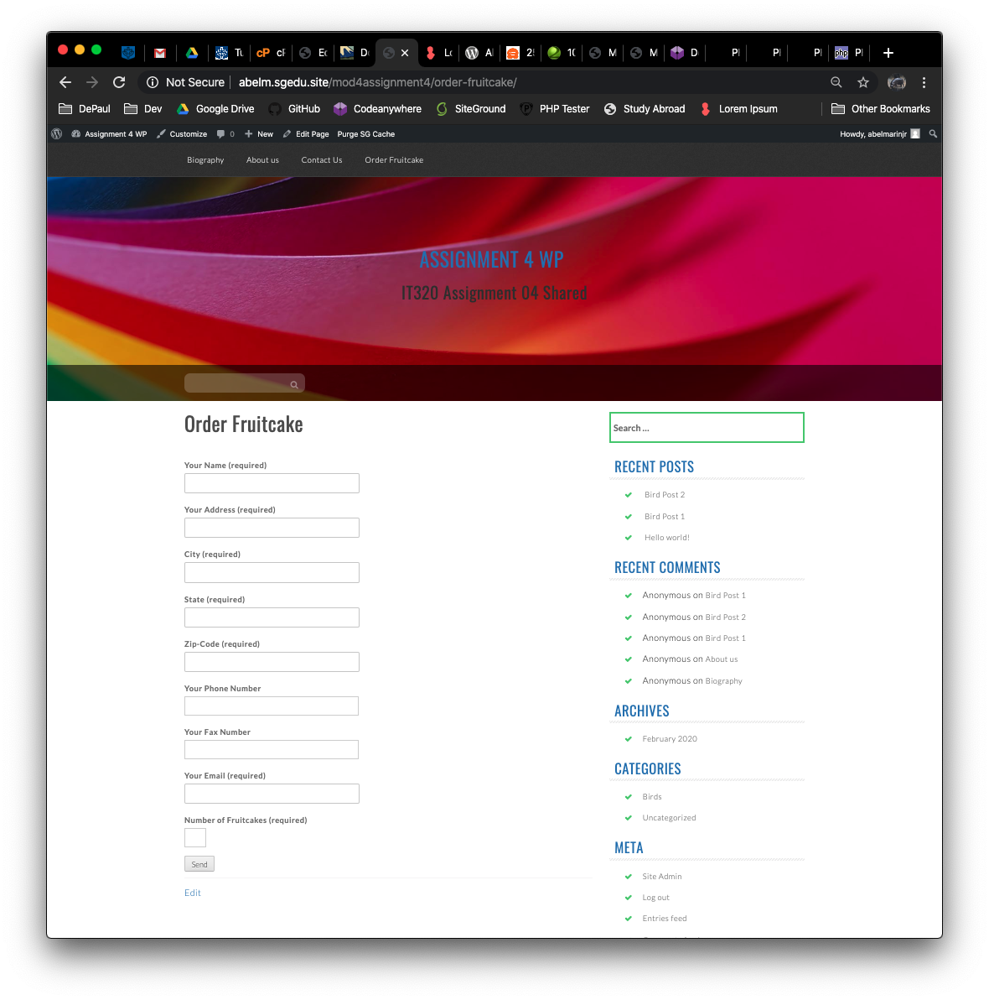 Tu
cP cP
Ec
Do
Lo
A
25
10
M
M
D
Pl
Pl
Pl
php Pl
Not Secure
abelm.sgedu.site/mod4assignment4/order-fruitcake/
DePaul
Dev
Google Drive
GitHub
Codeanywhere
SiteGround
PHP Tester
Study Abroad
Lorem Ipsum
Other Bookmarks
Assignment 4 WP
Customize
0
New
Edit Page
Purge SG Cache
Howdy, abelmarinjr
Biography
About us
Contact Us
Order Fruitcake
ASSIGNMENT 4 WP
IT320 Assignment 04 Shared
Order Fruitcake
Your Name (required)
Your Address (required)
City (required)
State (required)
Zip-Code (required)
Your Phone Number
Your Fax Number
Your Email (required)
Number of Fruitcakes (required)
Send
Edit
Search ...
RECENT POSTS
Bird Post 2
Bird Post 1
Hello world!
RECENT COMMENTS
Anonymous on Bird Post 1
Anonymous on Bird Post 2
Anonymous on Bird Post 1
Anonymous on About us
Anonymous on Biography
ARCHIVES
February 2020
CATEGORIES
Birds
Uncategorized
META
Site Admin
Log out
Entries feed